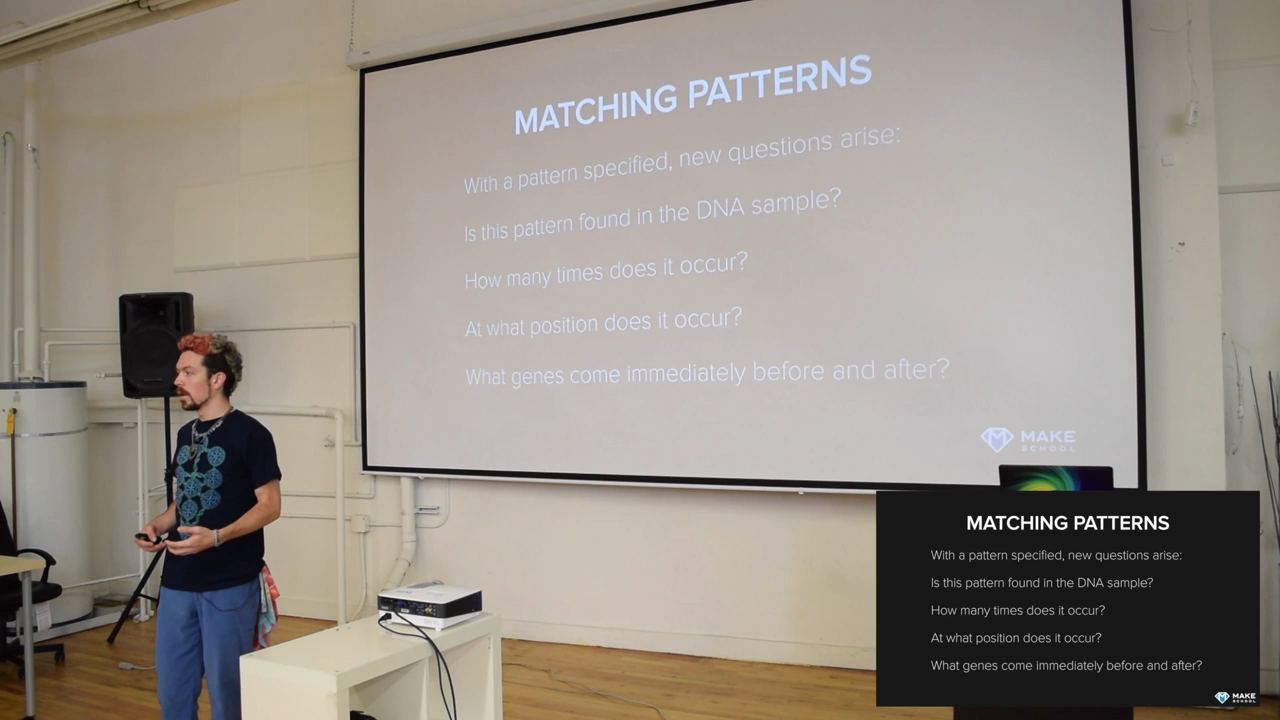 MATCHING PATTERNS
With a pattern specified, new questions arise:
Is this pattern found in the DNA sample?
How many times does it occur?
At what position does it occur?
What genes come immediately before and after?
MAKE
SCHOOL
MATCHING PATTERNS
With a pattern specified, new questions arise:
Is this pattern found in the DNA sample?
How many times does it occur?
At what position does it occur?
What genes come immediately before and after?
MAKE
SCHOOL